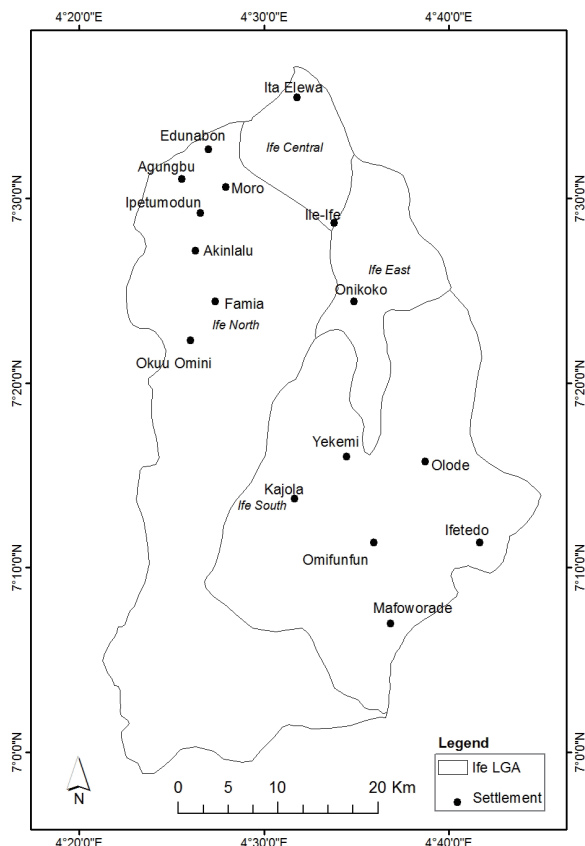 4°20'0"E
4°30'0"E
4°40'0"E
Ita Elewa
Edunabon
Ife Central
Agungbu
Moro
7°30'0"N
7°30'0"N
Ipetumodun
Ile-Ife
Akinlalu
Ife East
Onikoko
Famia
Ife North
Okuu Omini
7°20'0"N
7°20'0"N
Yekemi
Olode
Kajola
Ife South
Ifetedo
Omifunfun
7°10'0"N
7°10'0"N
Mafoworade
7°0'0"N
7°0'0"N
Legend
Ife LGA
Settlement
N
0 5 10 20 Km
4°20'0"E
4°30'0"E
4°40'0"E